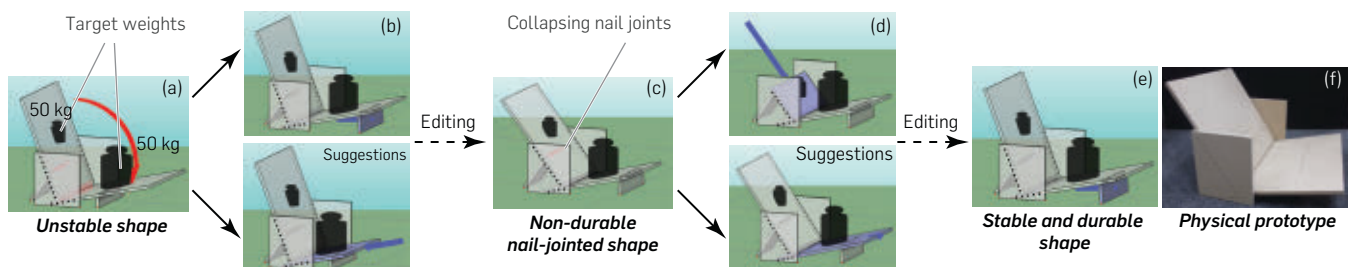 Target weights
(a)
50 kg
50 kg
Unstable shape
(b)
Suggestions
Editing
Collapsing nail joints
(c)
Non-durable
nail-jointed shape
(d)
Suggestions
Editing
(e)
Stable and durable
shape
(f)
Physical prototype